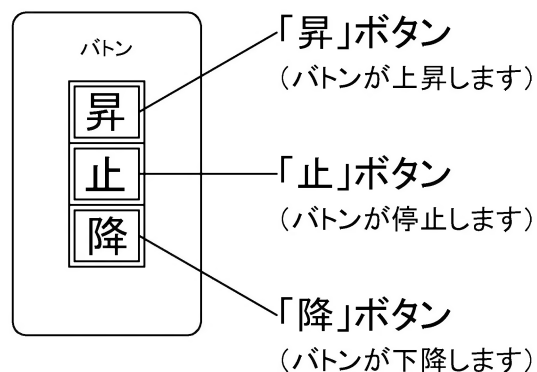 バトン
昇
止
降
「昇」ボタン
（バトンが上昇します）
「止」ボタン
（バトンが停止します）
「降」ボタン
（バトンが下降します）